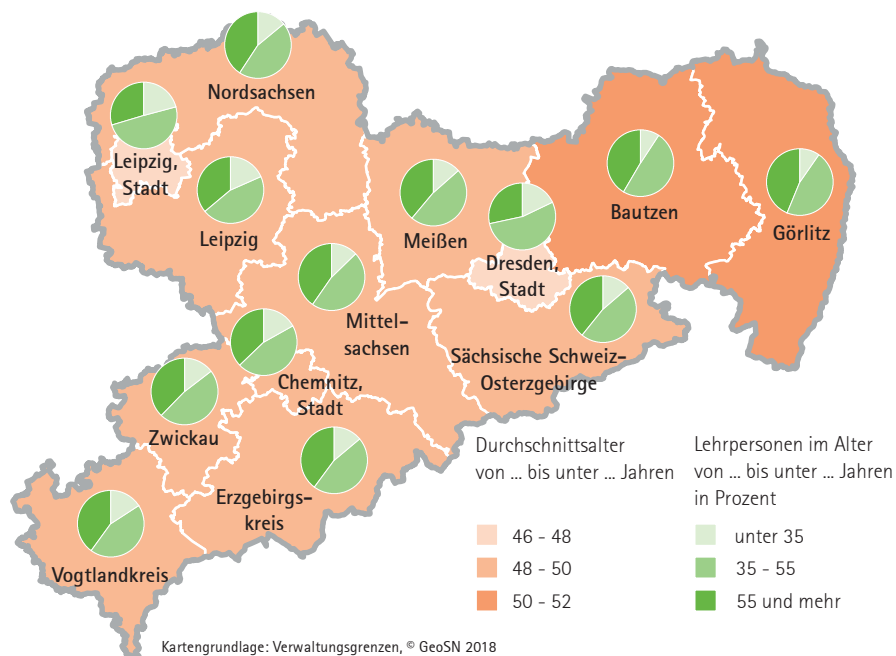 Nordsachsen
Leipzig,
Stadt
Leipzig
Meißen
Dresden,
Stadt
Bautzen
Görlitz
Mittel-
sachsen
Sächsische Schweiz-
Osterzgebirge
Chemnitz,
Stadt
Zwickau
Erzgebirgs-
kreis
Vogtlandkreis
Durchschnittsalter
von ... bis unter ... Jahren
46 - 48
48 - 50
50 - 52
Lehrpersonen im Alter
von ... bis unter ... Jahren
in Prozent
unter 35
35 - 55
55 und mehr
Kartengrundlage: Verwaltungsgrenzen, © GeoSN 2018